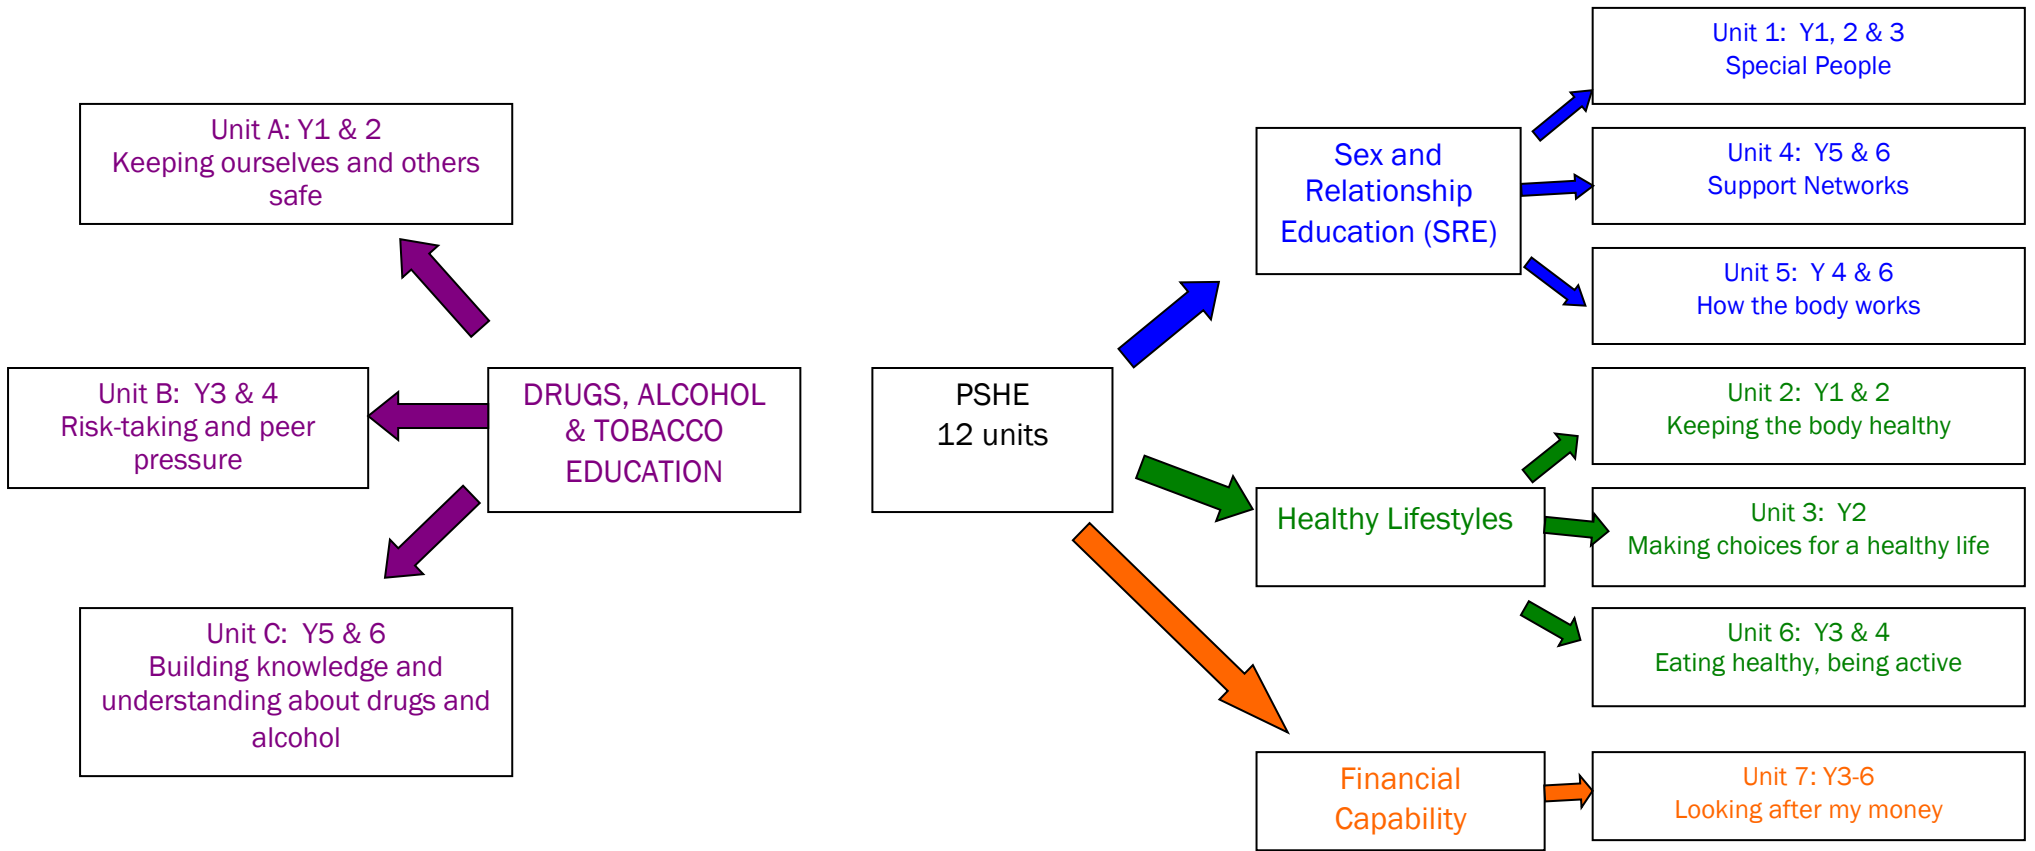 Unit A: Y1 & 2
Keeping ourselves and others
safe
Unit B:  Y3 & 4
Risk-taking and peer
pressure
DRUGS, ALCOHOL
& TOBACCO
EDUCATION
Unit C:  Y5 & 6
Building knowledge and
understanding about drugs and
alcohol
PSHE
12 units
Sex and
Relationship
Education (SRE)
Unit 1:  Y1, 2 & 3
Special People
Unit 4:  Y5 & 6
Support Networks
Unit 5:  Y 4 & 6
How the body works
Healthy Lifestyles
Unit 2:  Y1 & 2
Keeping the body healthy
Unit 3:  Y2
Making choices for a healthy life
Unit 6:  Y3 & 4
Eating healthy, being active
Financial
Capability
Unit 7: Y3-6
Looking after my money